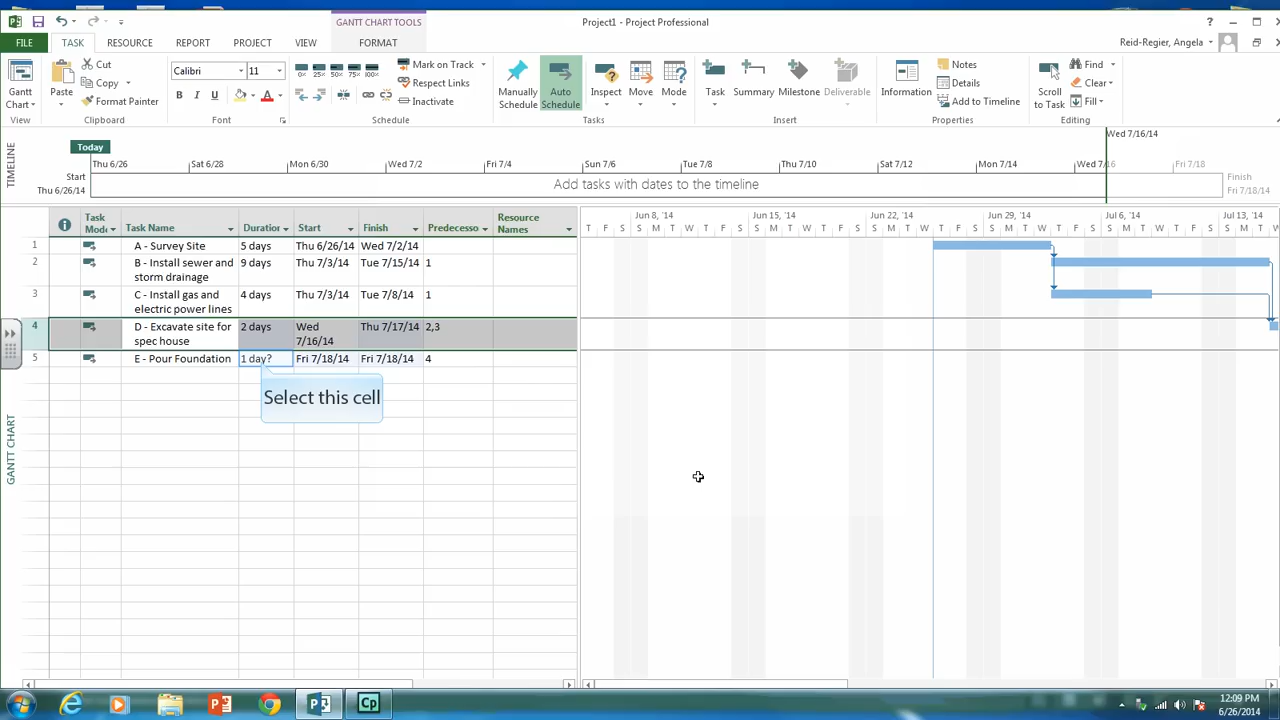 GANTT CHART TOOLS
Project1 - Project Professional
FILE TASK RESOURCE REPORT PROJECT VIEW FORMAT
Reid-Regier, Angela
Gantt Chart
View
Paste
Cut
Copy
Format Painter
Clipboard
Calibri 11
B I U A
Font
0% 25% 50% 75% 100%
Mark on Track
Respect Links
Inactivate
Schedule
Manually Schedule
Auto Schedule
Inspect
Move
Mode
Tasks
Task
Summary
Milestone
Deliverable
Insert
Information
Notes
Details
Add to Timeline
Properties
Scroll to Task
Find
Clear
Fill
Editing
TIMELINE
Wed 7/16/14
Today
Thu 6/26 Sat 6/28 Mon 6/30 Wed 7/2 Fri 7/4 Sun 7/6 Tue 7/8 Thu 7/10 Sat 7/12 Mon 7/14 Wed 7/16 Fri 7/18
Start
Thu 6/26/14
Add tasks with dates to the timeline
Finish
Fri 7/18/14
GANTT CHART
Task Mode Task Name Duration Start Finish Predecesso Resource Names
1 A - Survey Site 5 days Thu 6/26/14 Wed 7/2/14
2 B - Install sewer and storm drainage 9 days Thu 7/3/14 Tue 7/15/14 1
3 C - Install gas and electric power lines 4 days Thu 7/3/14 Tue 7/8/14 1
4 D - Excavate site for spec house 2 days Wed 7/16/14 Thu 7/17/14 2,3
5 E - Pour Foundation 1 day? Fri 7/18/14 Fri 7/18/14 4
Select this cell
Jun 8, '14 Jun 15, '14 Jun 22, '14 Jun 29, '14 Jul 6, '14 Jul 13, '14
T F S S M T W T F S S M T W T F S S M T W T F S S M T W T F S S M T W T F S S M T W
12:09 PM
6/26/2014